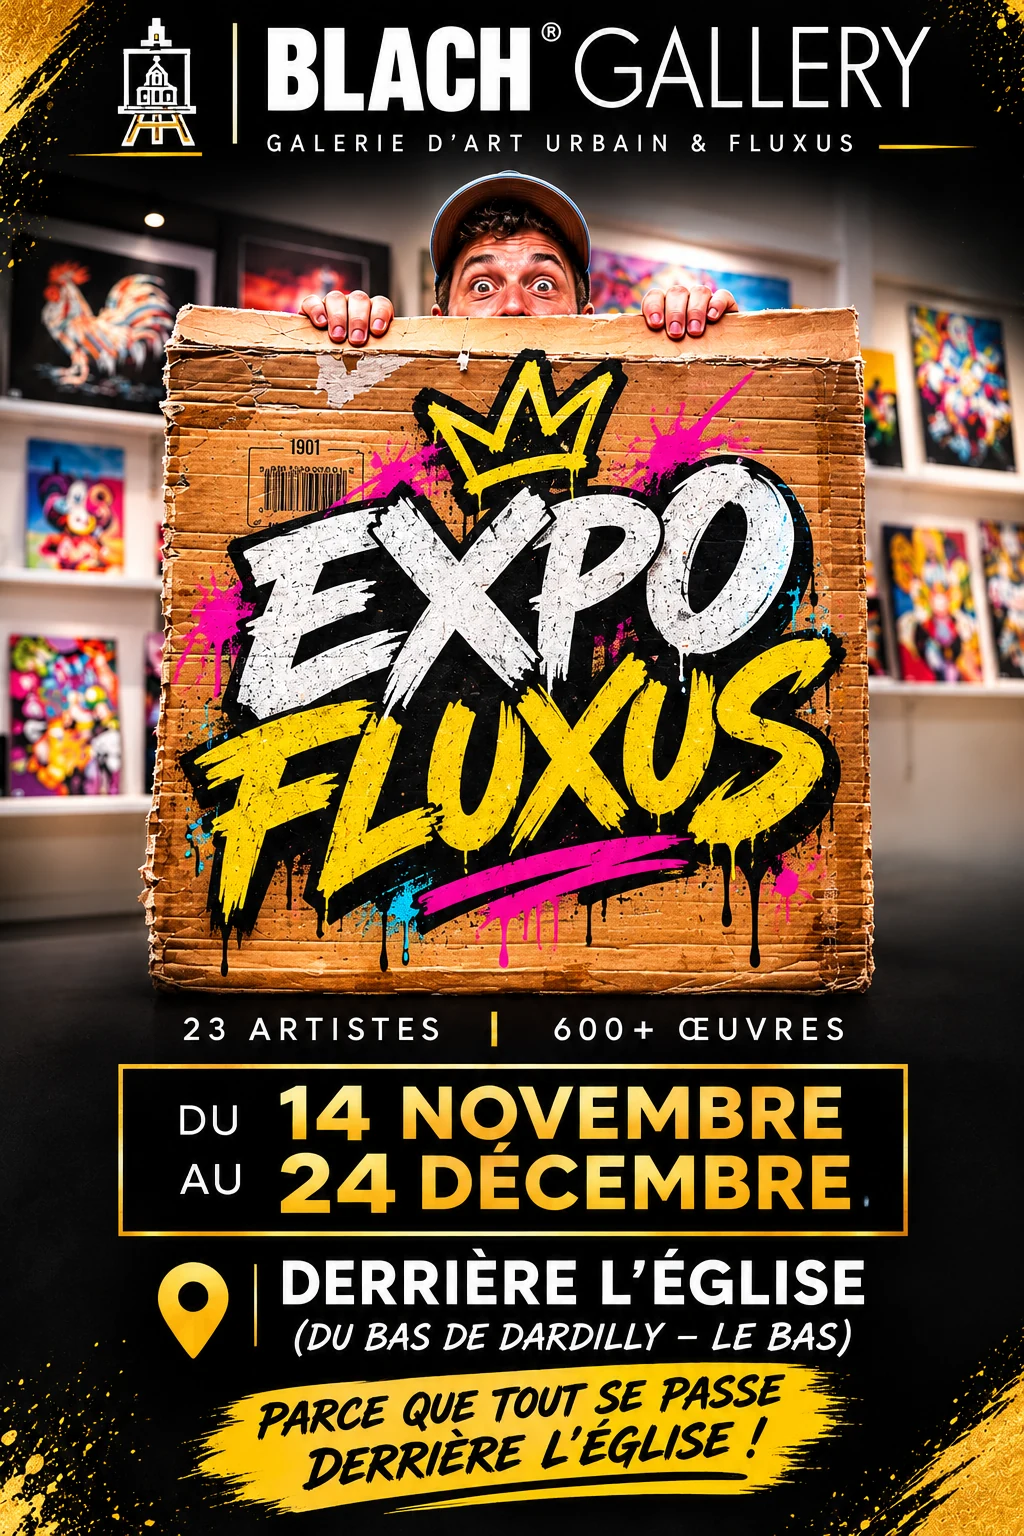 BLACH® GALLERY
GALERIE D'ART URBAIN & FLUXUS
1901
EXPO
FLUXUS
23 ARTISTES | 600+ ŒUVRES
DU 14 NOVEMBRE
AU 24 DÉCEMBRE
DERRIÈRE L'ÉGLISE
(DU BAS DE DARDILLY – LE BAS)
PARCE QUE TOUT SE PASSE
DERRIÈRE L'ÉGLISE !